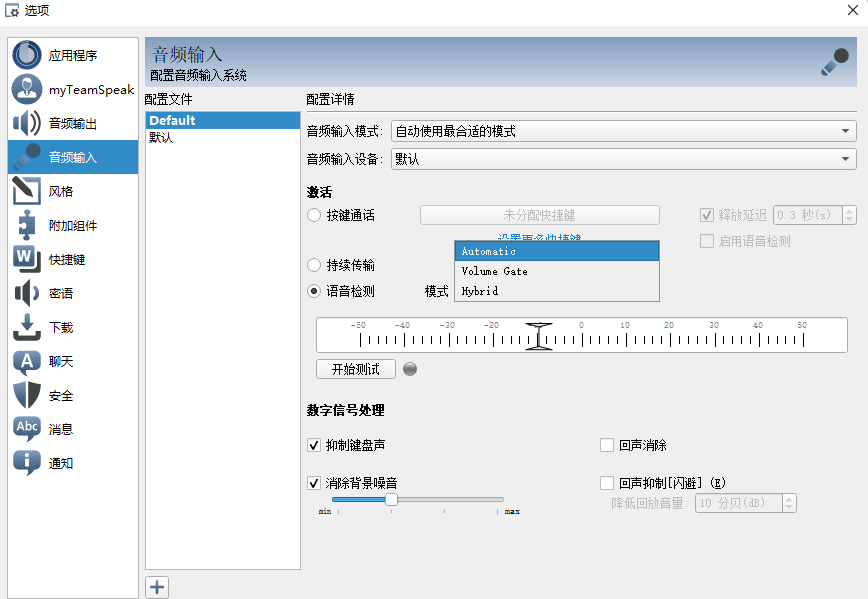 选项
应用程序
myTeamSpeak
音频输出
音频输入
风格
附加组件
快捷键
密语
下载
聊天
安全
消息
通知
音频输入
配置音频输入系统
配置文件
Default
默认
配置详情
音频输入模式: 自动使用最合适的模式
音频输入设备: 默认
激活
按键通话 未分配快捷键 释放延迟 0.3 秒(s)
设置更多快捷键 启用语音检测
持续传输
语音检测 模式
Automatic
Volume Gate
Hybrid
-50 -40 -30 -20 0 10 20 30 40 50
开始测试
数字信号处理
抑制键盘声 回声消除
消除背景噪音 回声抑制[闪避] (E)
min max 降低回放音量: 10 分贝(dB)
W
A
Abc